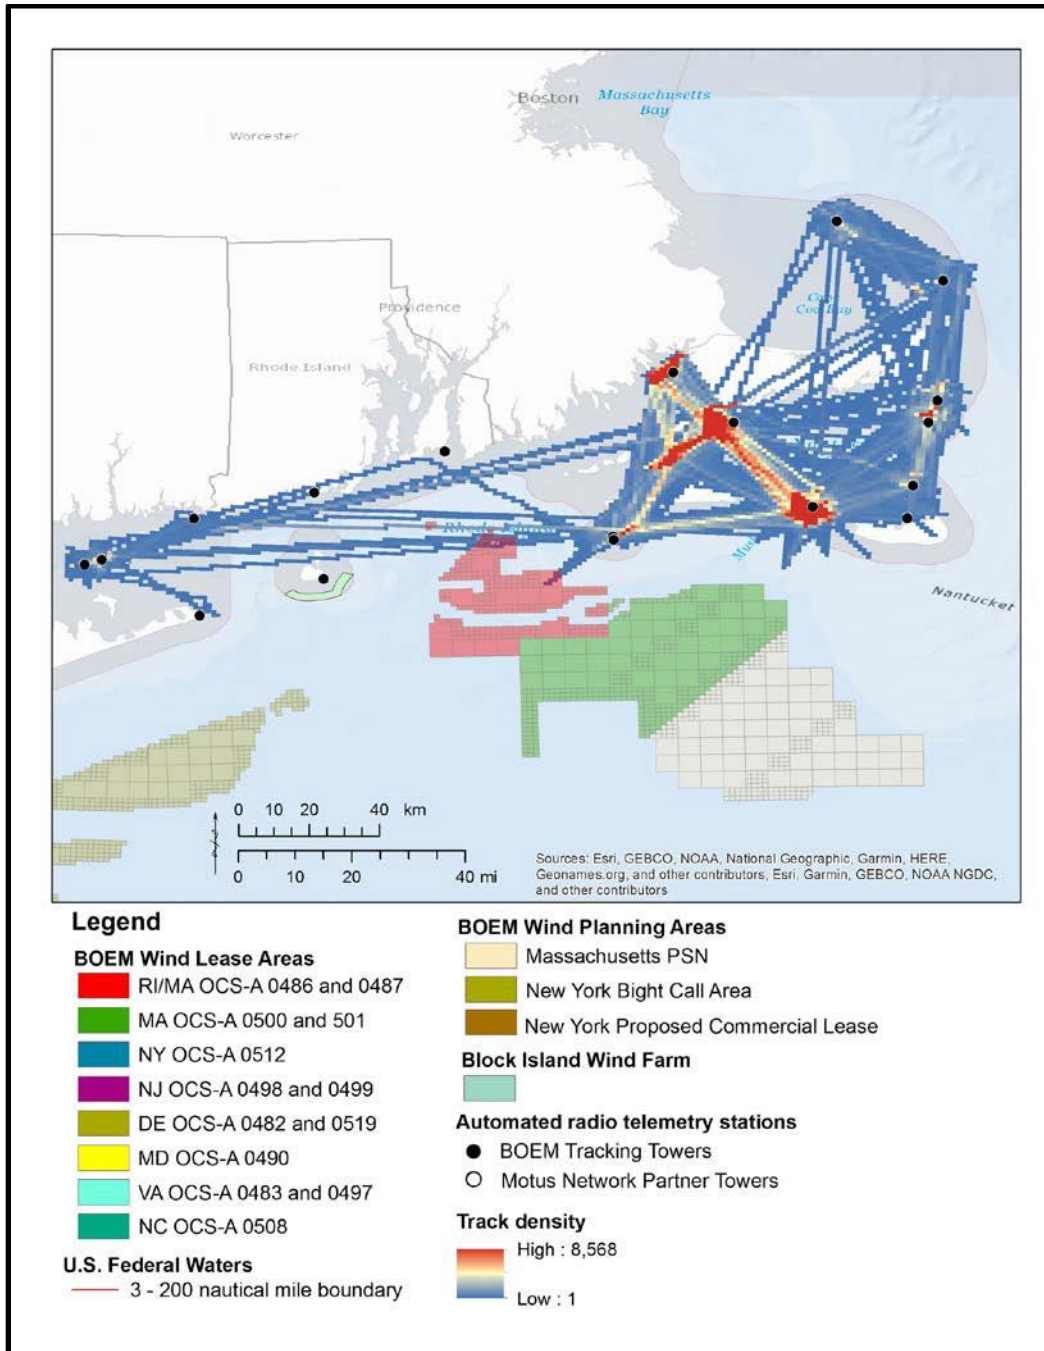 Boston
Massachusetts
Bay
Worcester
Providence
Cod Bay
Rhode Island
Rhode Island
Nantucket
0 10 20 40 km
0 10 20 40 mi
Sources: Esri, GEBCO, NOAA, National Geographic, Garmin, HERE,
Geonames.org, and other contributors, Esri, Garmin, GEBCO, NOAA NGDC,
and other contributors
Legend
BOEM Wind Lease Areas
RI/MA OCS-A 0486 and 0487
MA OCS-A 0500 and 501
NY OCS-A 0512
NJ OCS-A 0498 and 0499
DE OCS-A 0482 and 0519
MD OCS-A 0490
VA OCS-A 0483 and 0497
NC OCS-A 0508
U.S. Federal Waters
3 - 200 nautical mile boundary
BOEM Wind Planning Areas
Massachusetts PSN
New York Bight Call Area
New York Proposed Commercial Lease
Block Island Wind Farm
Automated radio telemetry stations
BOEM Tracking Towers
Motus Network Partner Towers
Track density
High : 8,568
Low : 1